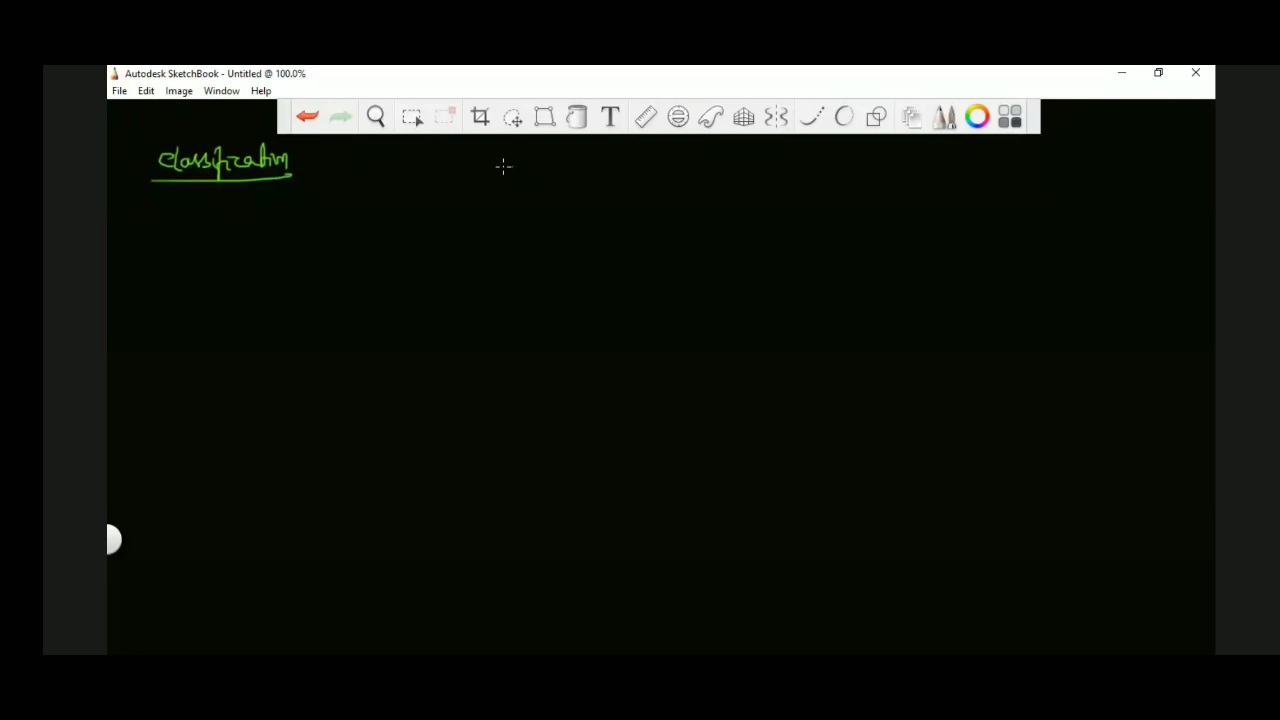 Autodesk SketchBook - Untitled @ 100.0%
File Edit Image Window Help
T
classification